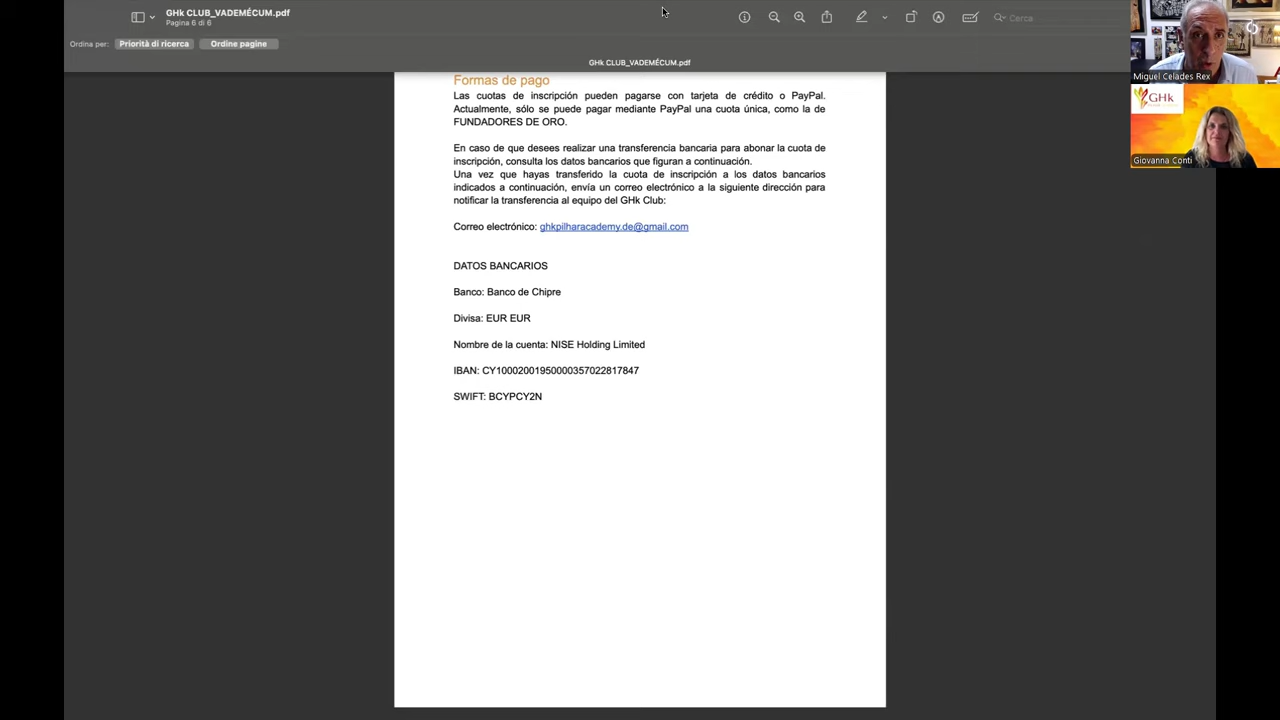 GHk CLUB_VADEMÉCUM.pdf
Pagina 6 di 6
Cerca
Ordina per:
Priorità di ricerca
Ordine pagine
GHk CLUB_VADEMÉCUM.pdf
Formas de pago
Las cuotas de inscripción pueden pagarse con tarjeta de crédito o PayPal.
Actualmente, sólo se puede pagar mediante PayPal una cuota única, como la de
FUNDADORES DE ORO.
En caso de que desees realizar una transferencia bancaria para abonar la cuota de
inscripción, consulta los datos bancarios que figuran a continuación.
Una vez que hayas transferido la cuota de inscripción a los datos bancarios
indicados a continuación, envía un correo electrónico a la siguiente dirección para
notificar la transferencia al equipo del GHk Club:
Correo electrónico: ghkpilharacademy.de@gmail.com
DATOS BANCARIOS
Banco: Banco de Chipre
Divisa: EUR EUR
Nombre de la cuenta: NISE Holding Limited
IBAN: CY10002001950000357022817847
SWIFT: BCYPCY2N
Miguel Celades Rex
GHk
Giovanna Conti